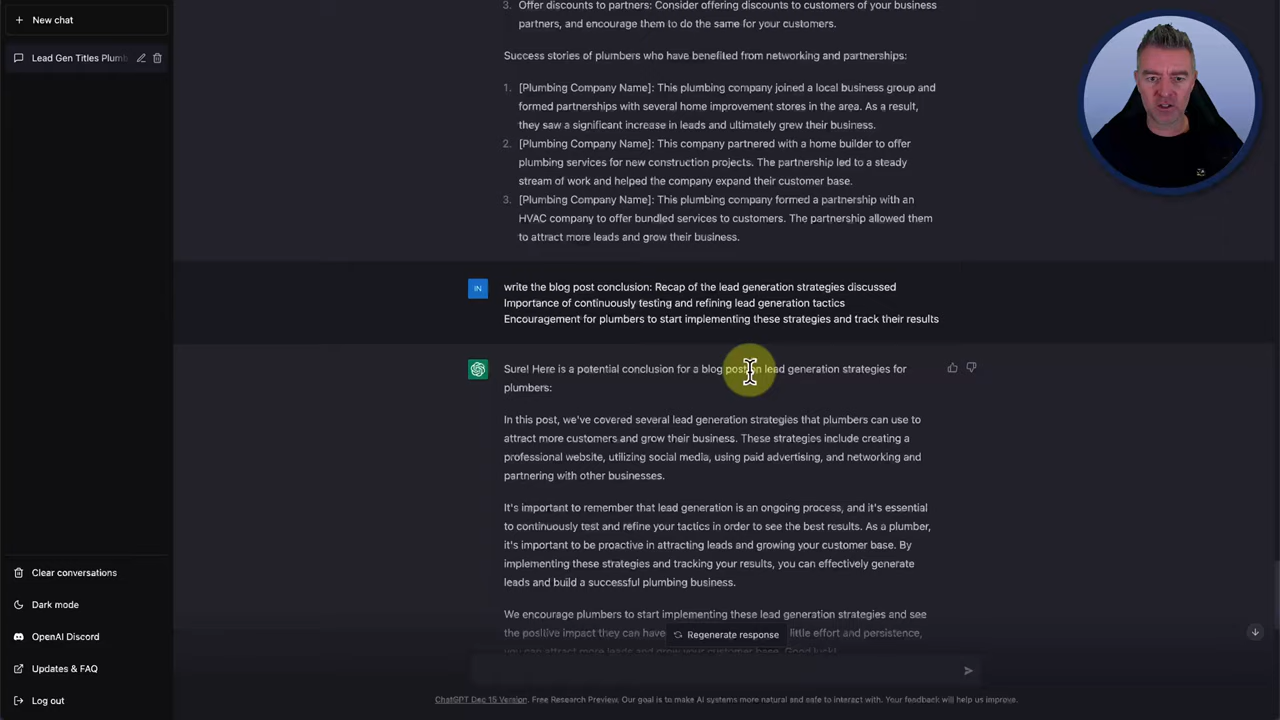 New chat
Lead Gen Titles Plumb
3. Offer discounts to partners: Consider offering discounts to customers of your business
partners, and encourage them to do the same for your customers.
Success stories of plumbers who have benefited from networking and partnerships:
1. [Plumbing Company Name]: This plumbing company joined a local business group and
formed partnerships with several home improvement stores in the area. As a result,
they saw a significant increase in leads and ultimately grew their business.
2. [Plumbing Company Name]: This company partnered with a home builder to offer
plumbing services for new construction projects. The partnership led to a steady
stream of work and helped the company expand their customer base.
3. [Plumbing Company Name]: This plumbing company formed a partnership with an
HVAC company to offer bundled services to customers. The partnership allowed them
to attract more leads and grow their business.
IN
write the blog post conclusion: Recap of the lead generation strategies discussed
Importance of continuously testing and refining lead generation tactics
Encouragement for plumbers to start implementing these strategies and track their results
Sure! Here is a potential conclusion for a blog post on lead generation strategies for
plumbers:
In this post, we've covered several lead generation strategies that plumbers can use to
attract more customers and grow their business. These strategies include creating a
professional website, utilizing social media, using paid advertising, and networking and
partnering with other businesses.
It's important to remember that lead generation is an ongoing process, and it's essential
to continuously test and refine your tactics in order to see the best results. As a plumber,
it's important to be proactive in attracting leads and growing your customer base. By
implementing these strategies and tracking your results, you can effectively generate
leads and build a successful plumbing business.
We encourage plumbers to start implementing these lead generation strategies and see
the positive impact they can have little effort and persistence,
you can attract more leads and grow your customer base. Good luck!
Regenerate response
Clear conversations
Dark mode
OpenAI Discord
Updates & FAQ
Log out
ChatGPT Dec 15 Version. Free Research Preview. Our goal is to make AI systems more natural and safe to interact with. Your feedback will help us improve.